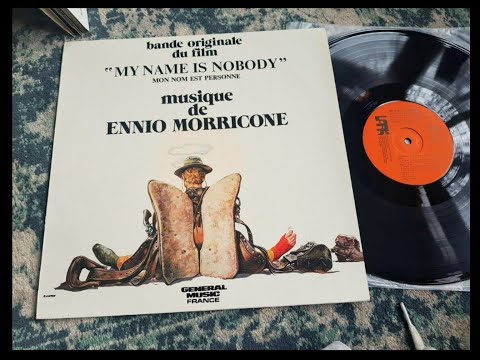 bande originale
du film
"MY NAME IS NOBODY"
MON NOM EST PERSONNE
musique
de
ENNIO MORRICONE
GENERAL
MUSIC
FRANCE